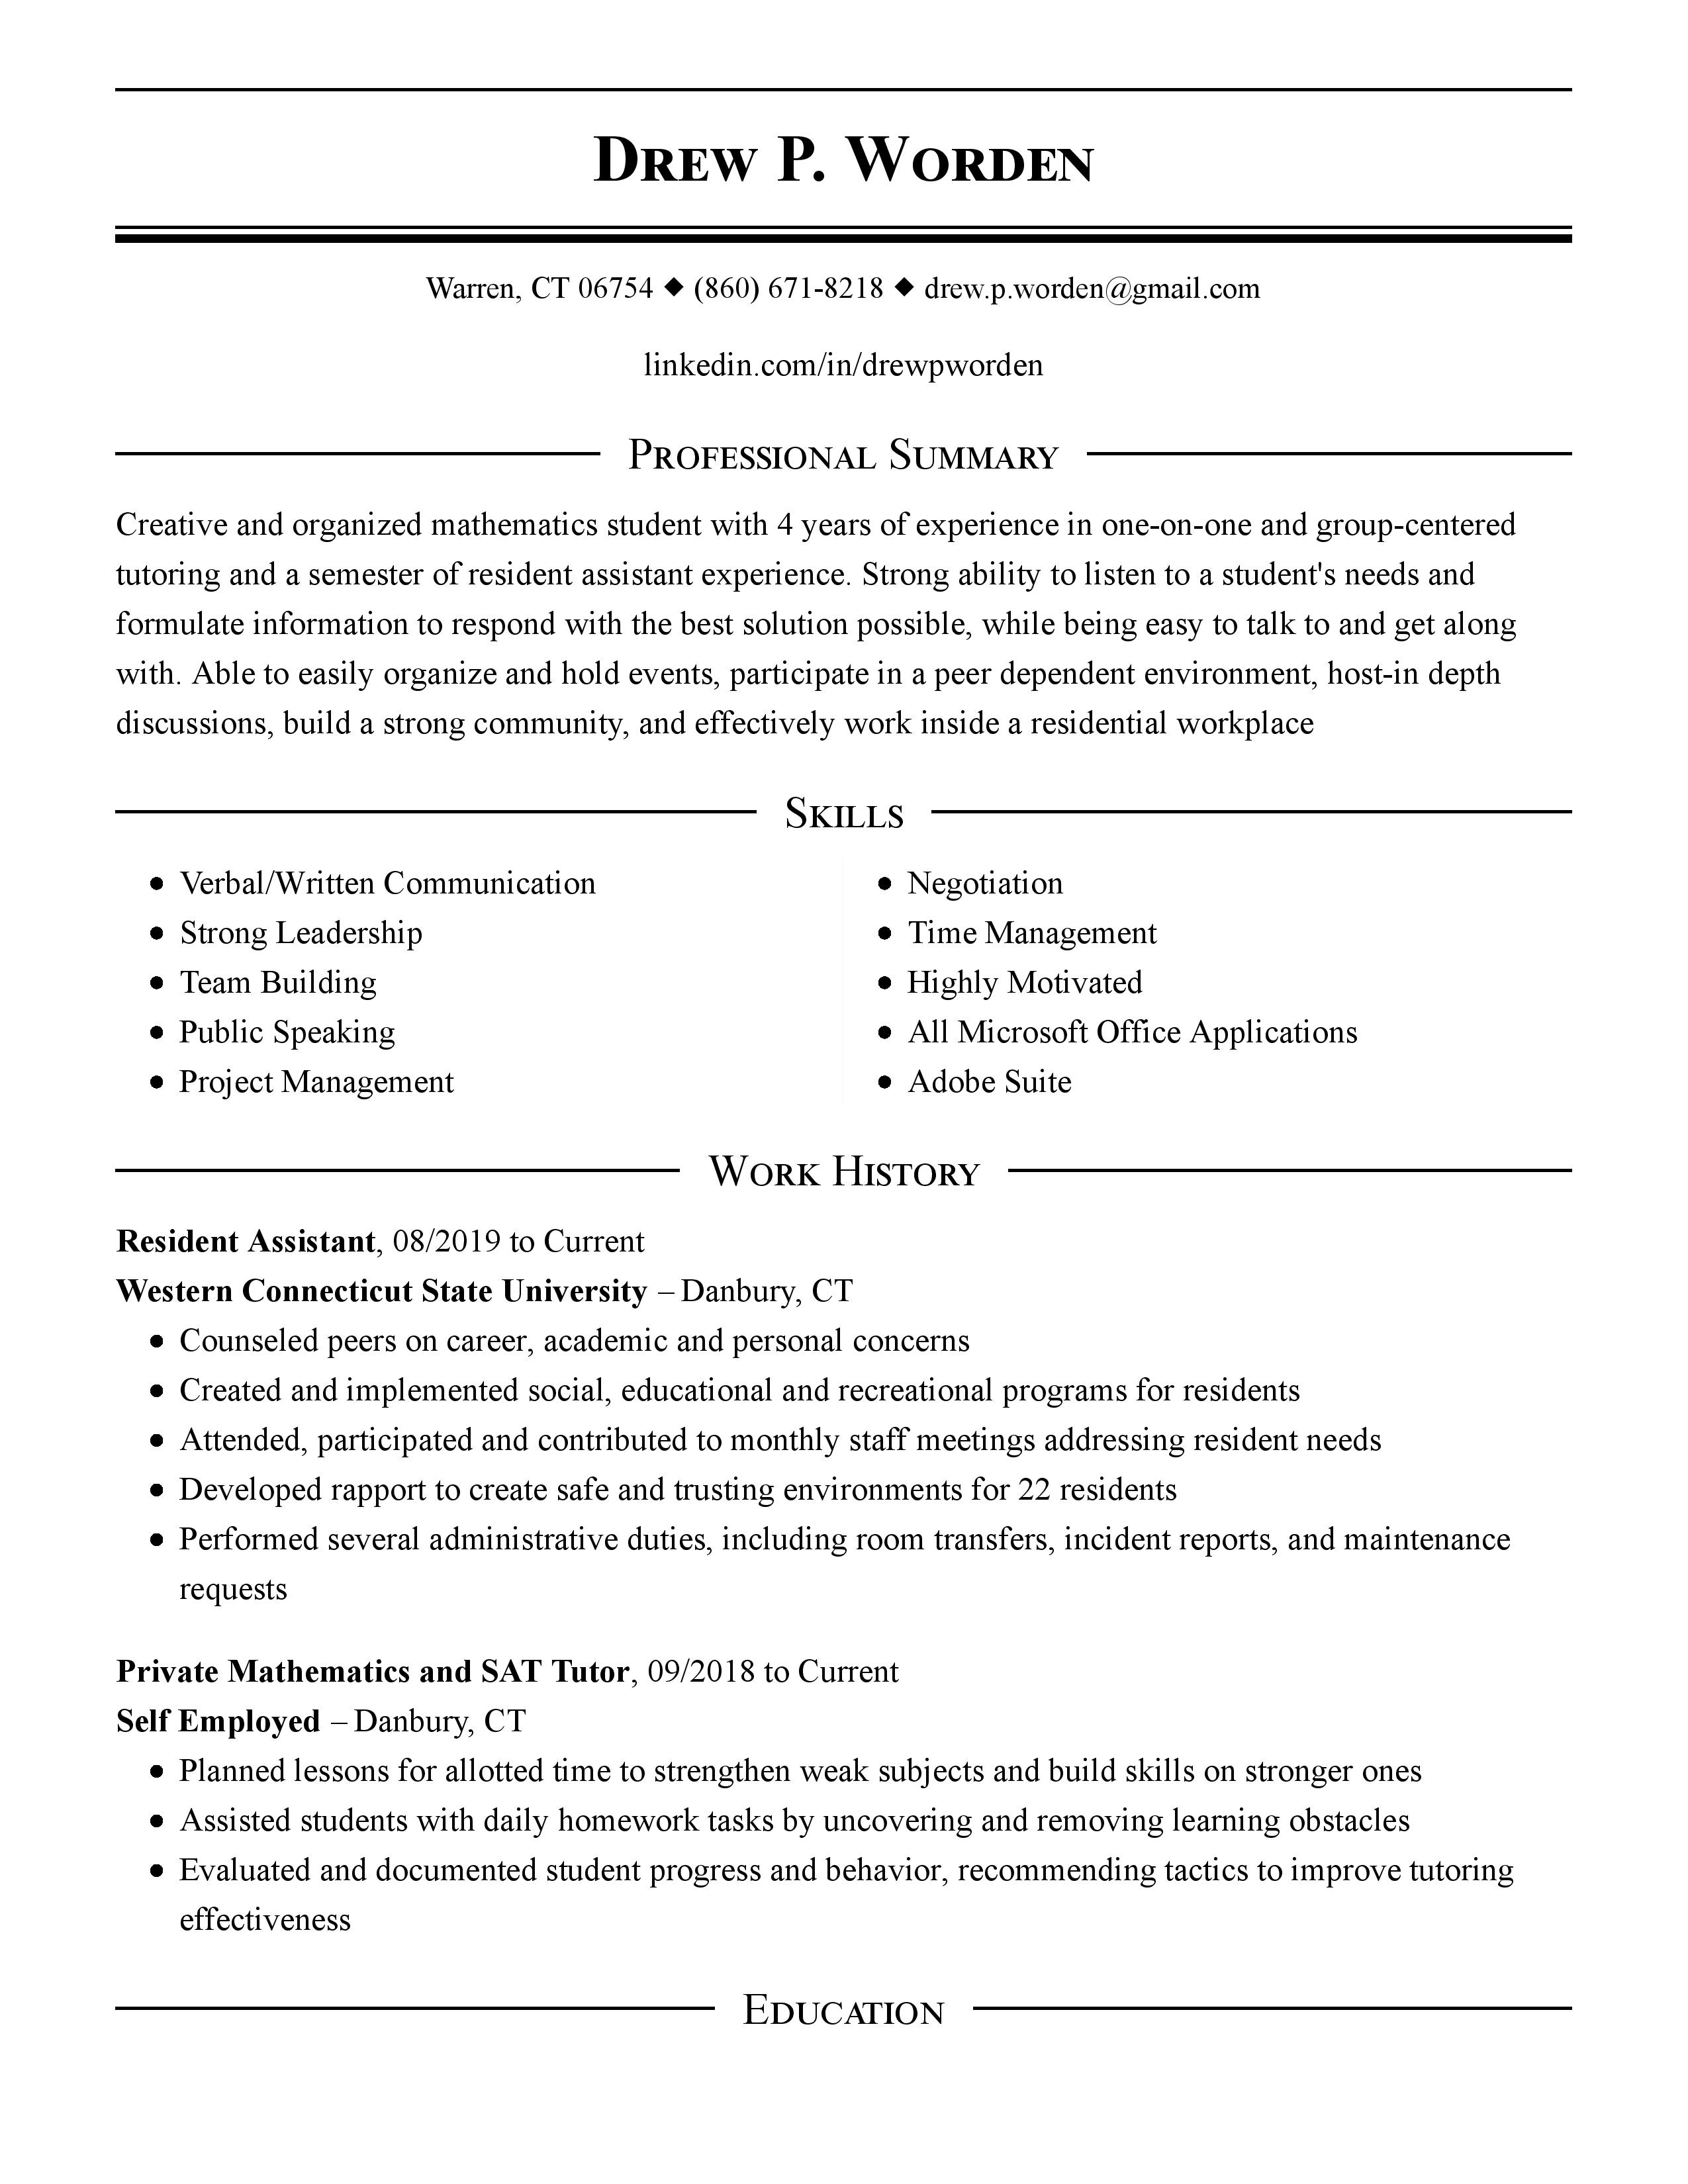 DREW P. WORDEN
Warren, CT 06754 ◆ (860) 671-8218 ◆ drew.p.worden@gmail.com
linkedin.com/in/drewpworden
PROFESSIONAL SUMMARY
Creative and organized mathematics student with 4 years of experience in one-on-one and group-centered
tutoring and a semester of resident assistant experience. Strong ability to listen to a student's needs and
formulate information to respond with the best solution possible, while being easy to talk to and get along
with. Able to easily organize and hold events, participate in a peer dependent environment, host-in depth
discussions, build a strong community, and effectively work inside a residential workplace
SKILLS
• Verbal/Written Communication
• Strong Leadership
• Team Building
• Public Speaking
• Project Management
• Negotiation
• Time Management
• Highly Motivated
• All Microsoft Office Applications
• Adobe Suite
WORK HISTORY
Resident Assistant, 08/2019 to Current
Western Connecticut State University – Danbury, CT
• Counseled peers on career, academic and personal concerns
• Created and implemented social, educational and recreational programs for residents
• Attended, participated and contributed to monthly staff meetings addressing resident needs
• Developed rapport to create safe and trusting environments for 22 residents
• Performed several administrative duties, including room transfers, incident reports, and maintenance
requests
Private Mathematics and SAT Tutor, 09/2018 to Current
Self Employed – Danbury, CT
• Planned lessons for allotted time to strengthen weak subjects and build skills on stronger ones
• Assisted students with daily homework tasks by uncovering and removing learning obstacles
• Evaluated and documented student progress and behavior, recommending tactics to improve tutoring
effectiveness
EDUCATION